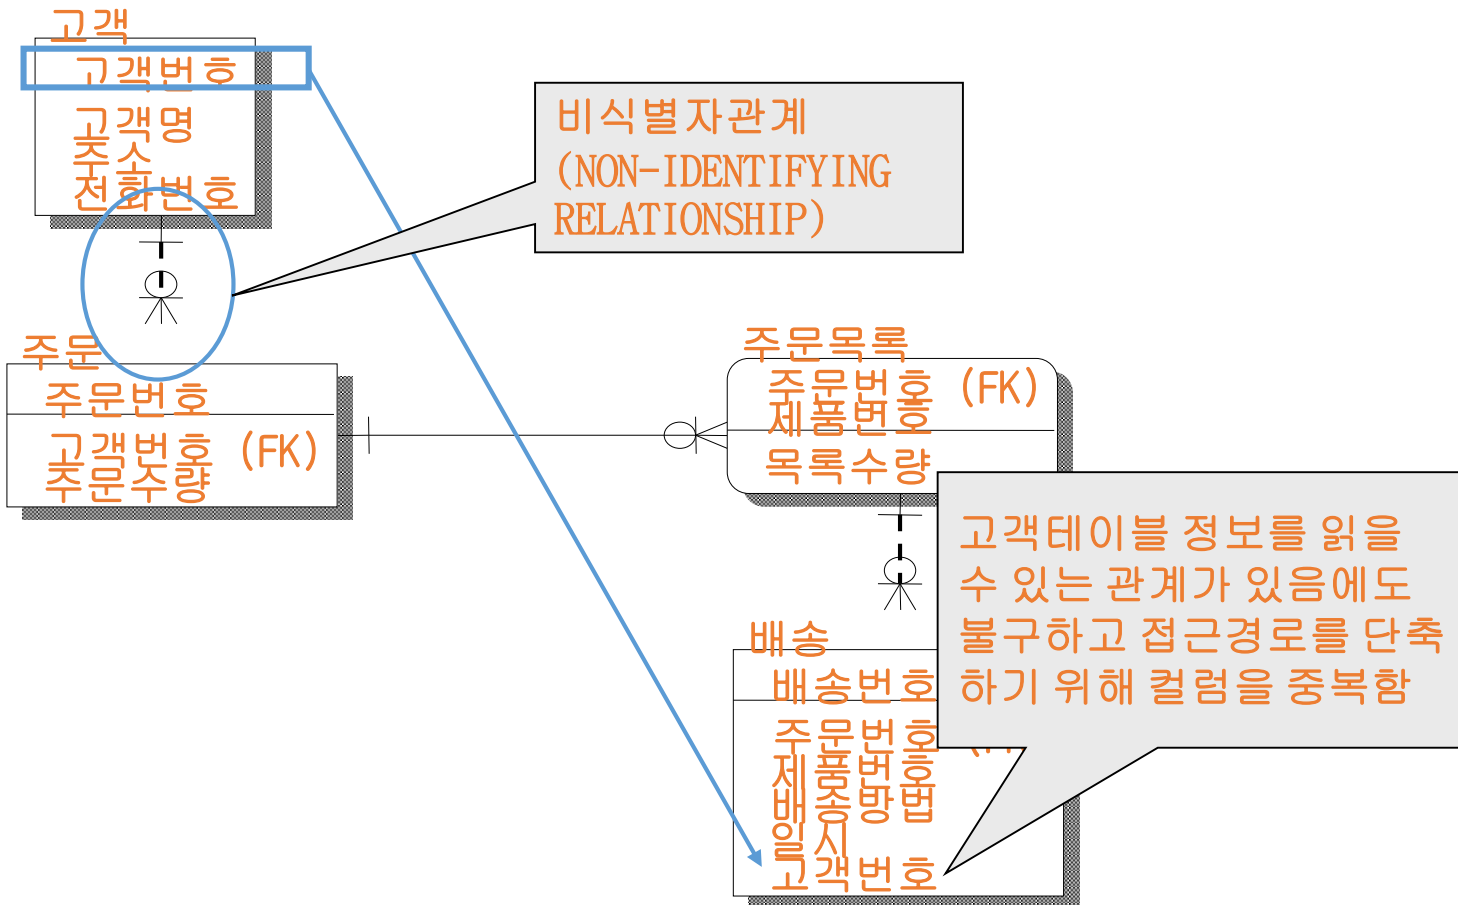 고객
고객번호
고객명
주소
전화번호
비식별자관계
(NON-IDENTIFYING
RELATIONSHIP)
주문
주문번호
고객번호 (FK)
주문수량
주문목록
주문번호 (FK)
제품번호
목록수량
고객테이블 정보를 읽을
수 있는 관계가 있음에도
불구하고 접근경로를 단축
하기 위해 컬럼을 중복함
배송
배송번호
주문번호
제품번호
배송방법
일시
고객번호